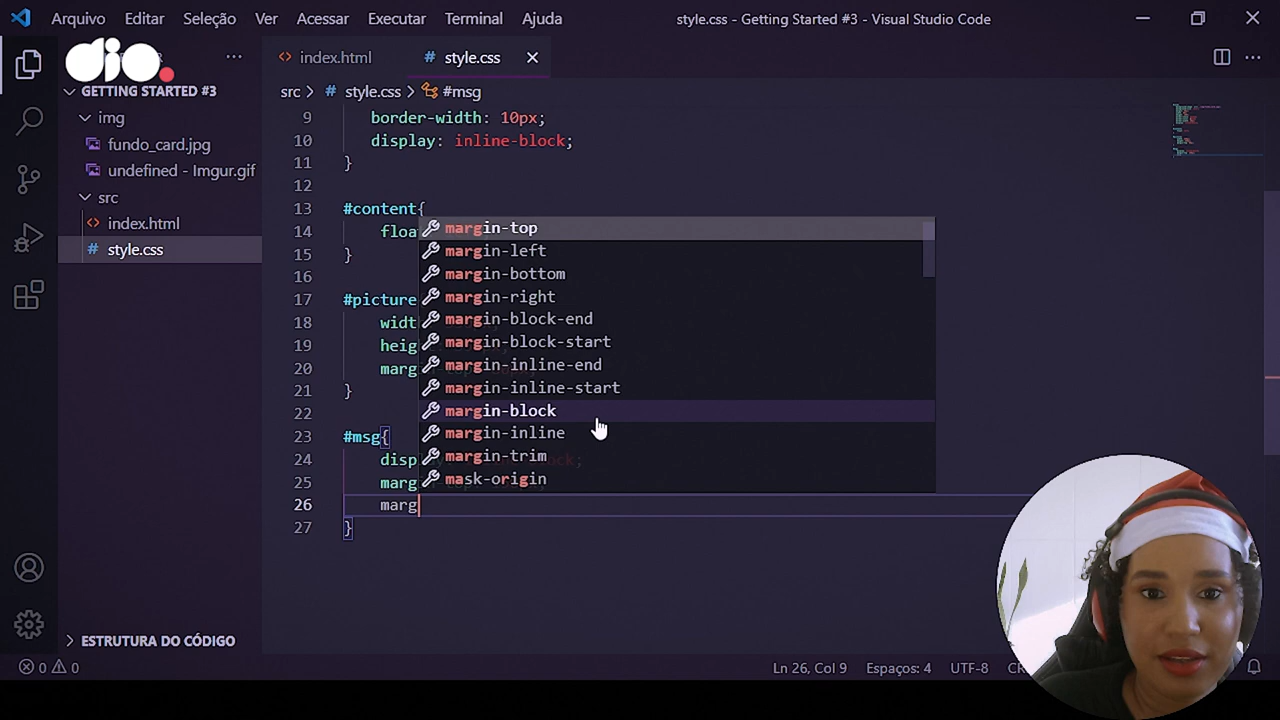 Arquivo Editar Seleção Ver Acessar Executar Terminal Ajuda style.css - Getting Started #3 - Visual Studio Code
dio.
index.html
# style.css
GETTING STARTED #3
img
fundo_card.jpg
undefined - Imgur.gif
src
index.html
# style.css
ESTRUTURA DO CÓDIGO
src > # style.css > #msg
9 border-width: 10px;
10 display: inline-block;
11 }
12
13 #content{
14 floa
15 }
16
17 #picture
18 widt
19 heig
20 marg
21 }
22
23 #msg{
24 disp
25 marg
26 marg
27 }
margin-top
margin-left
margin-bottom
margin-right
margin-block-end
margin-block-start
margin-inline-end
margin-inline-start
margin-block
margin-inline
margin-trim
mask-origin
0 0 Ln 26, Col 9 Espaços: 4 UTF-8 CR